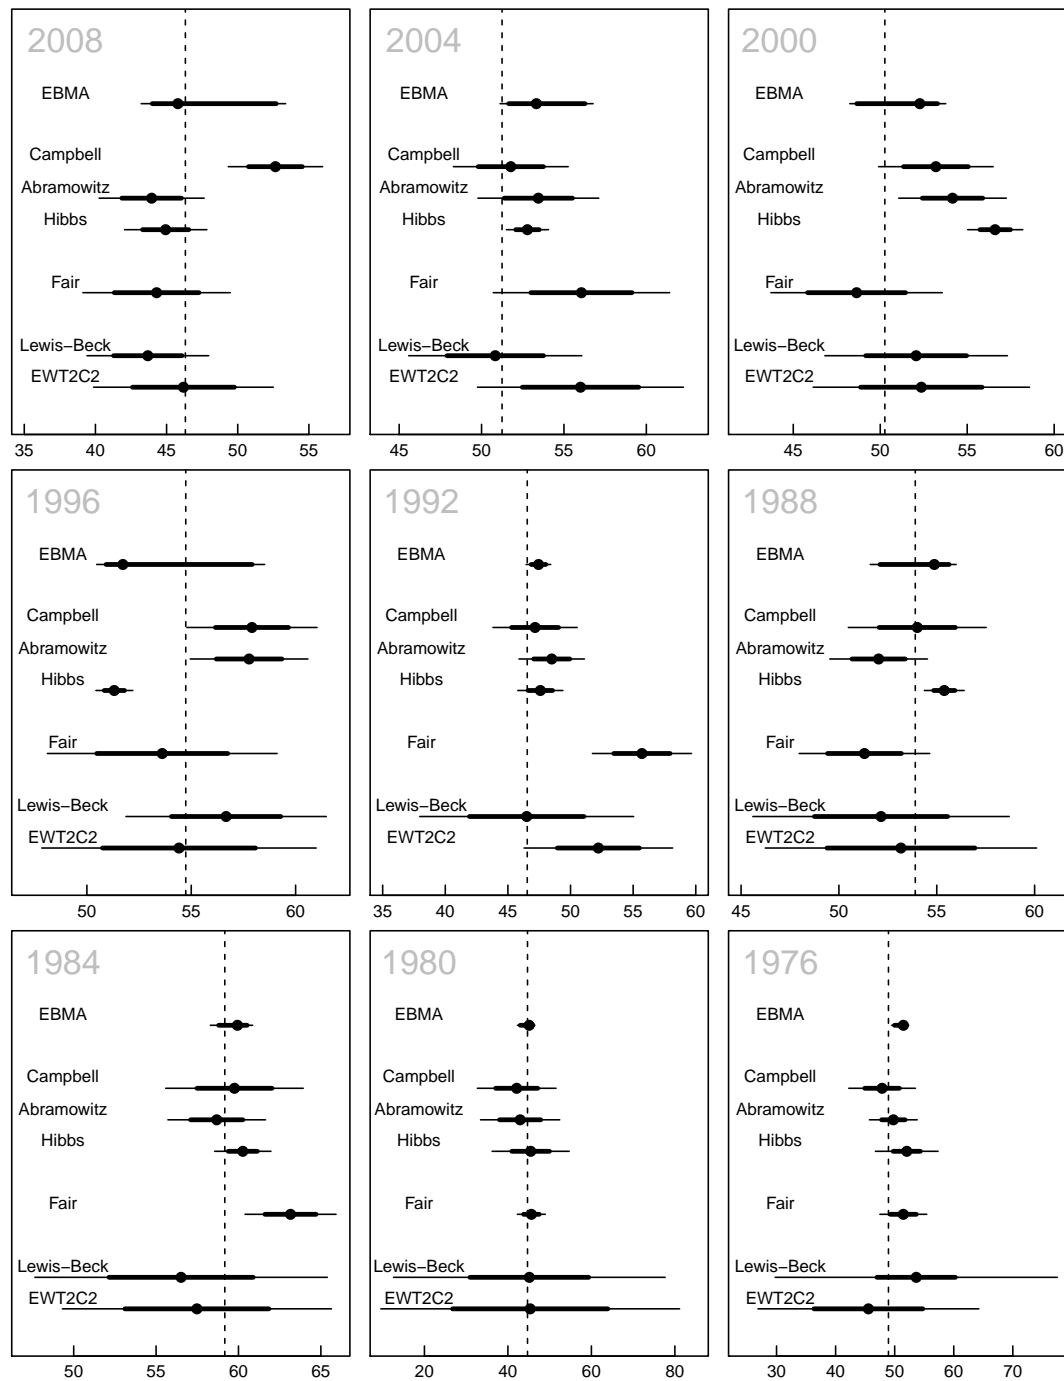 2008
EBMA
Campbell
Abramowitz
Hibbs
Fair
Lewis−Beck
EWT2C2
35 40 45 50 55
2004
EBMA
Campbell
Abramowitz
Hibbs
Fair
Lewis−Beck
EWT2C2
45 50 55 60
2000
EBMA
Campbell
Abramowitz
Hibbs
Fair
Lewis−Beck
EWT2C2
45 50 55 60
1996
EBMA
Campbell
Abramowitz
Hibbs
Fair
Lewis−Beck
EWT2C2
50 55 60
1992
EBMA
Campbell
Abramowitz
Hibbs
Fair
Lewis−Beck
EWT2C2
35 40 45 50 55 60
1988
EBMA
Campbell
Abramowitz
Hibbs
Fair
Lewis−Beck
EWT2C2
45 50 55 60
1984
EBMA
Campbell
Abramowitz
Hibbs
Fair
Lewis−Beck
EWT2C2
50 55 60 65
1980
EBMA
Campbell
Abramowitz
Hibbs
Fair
Lewis−Beck
EWT2C2
20 40 60 80
1976
EBMA
Campbell
Abramowitz
Hibbs
Fair
Lewis−Beck
EWT2C2
30 40 50 60 70